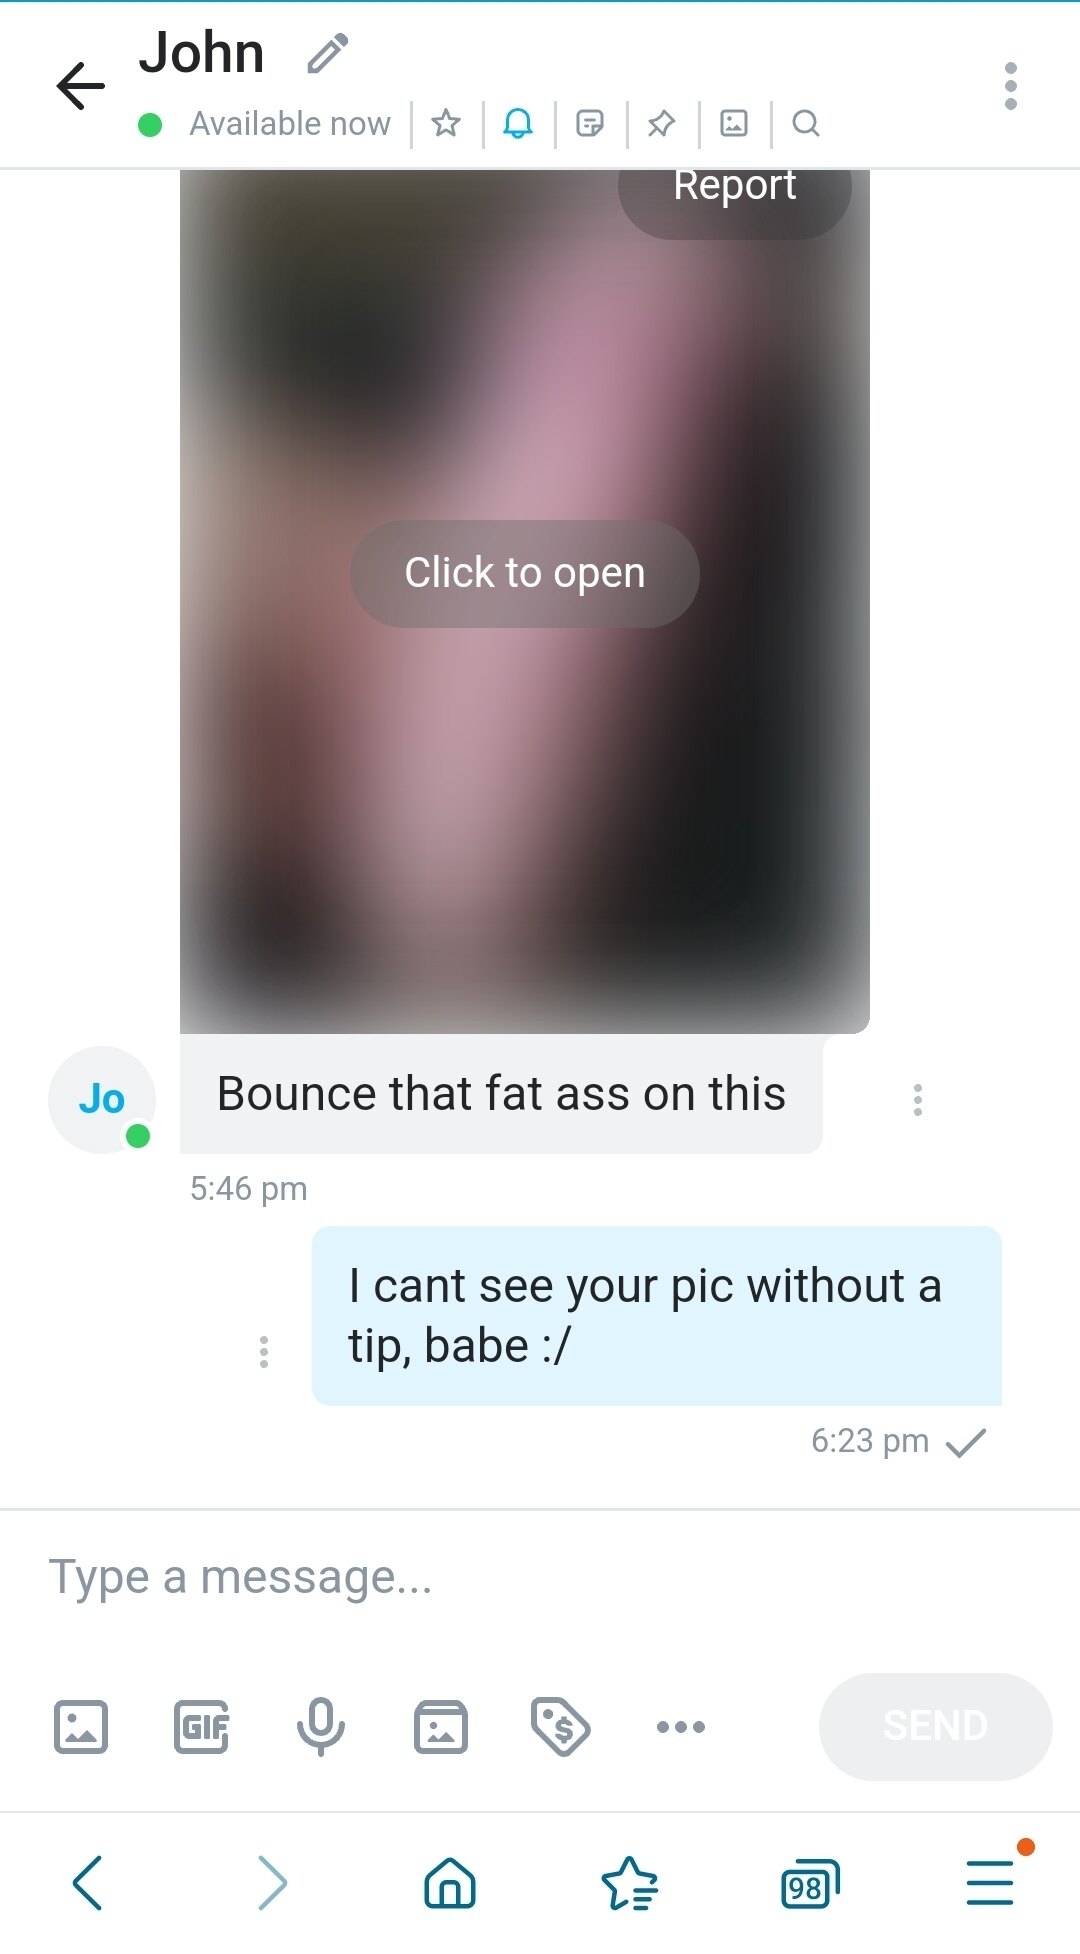 John
Available now
Report
Click to open
Jo
Bounce that fat ass on this
5:46 pm
I cant see your pic without a
tip, babe :/
6:23 pm
Type a message...
GIF
$
SEND
98